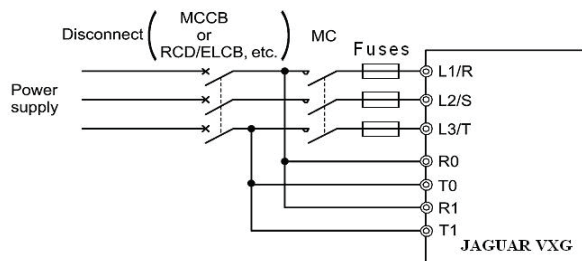 Disconnect
MCCB
or
RCD/ELCB, etc.
MC
Fuses
Power
supply
L1/R
L2/S
L3/T
R0
T0
R1
T1
JAGUAR VXG